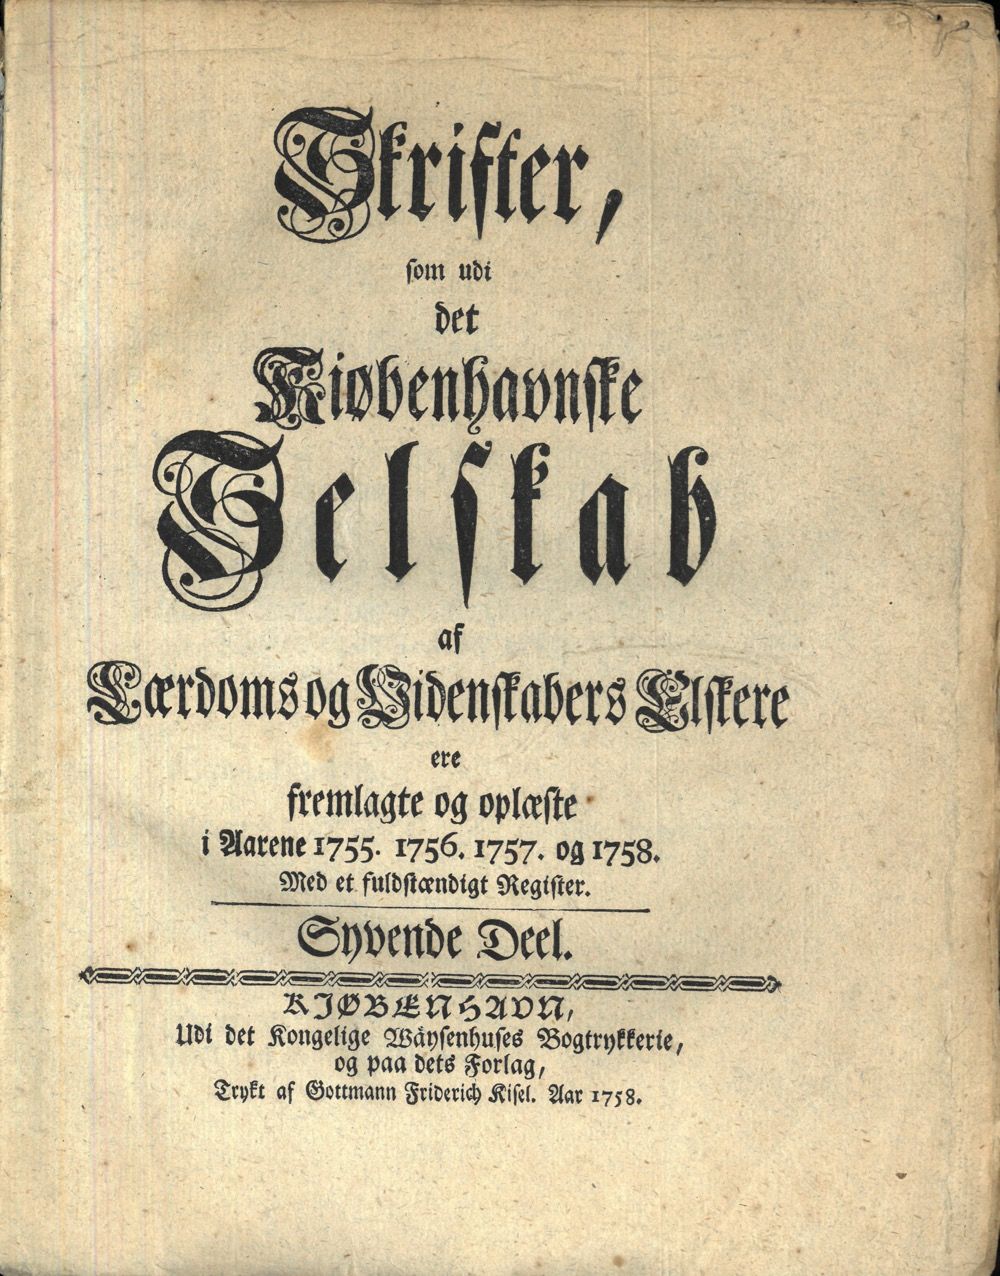 Skrifter,
som udi
det
Kiøbenhavnske
Selskab
af
Lærdoms og Videnskabers Elskere
ere
fremlagte og oplæste
i Aarene 1755. 1756. 1757. og 1758.
Med et fuldstændigt Register.
Syvende Deel.
KJØBENHAVN,
Udi det Kongelige Wäysenhuses Bogtrykkerie,
og paa dets Forlag,
Trykt af Gottmann Friderich Kisel. Aar 1758.